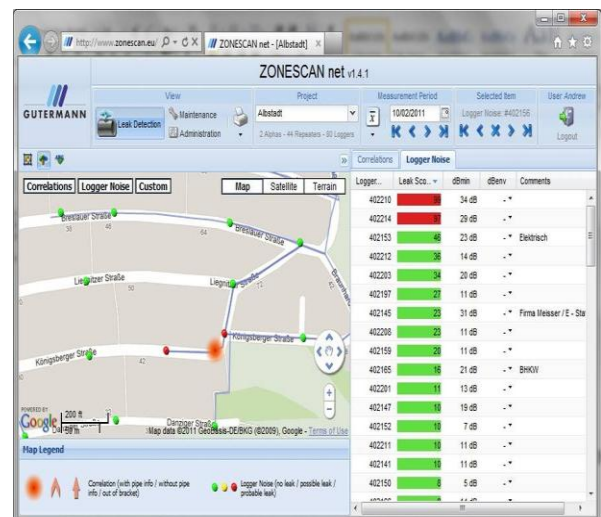 http://www.zonescan.eu/
ZONESCAN net - [Albstadt]
ZONESCAN net v1.4.1
GUTERMANN
View
Project
Measurement Period
Selected Item
User Andrew
Leak Detection
Maintenance
Administration
Albstadt
2 Alphas - 44 Repeaters - 80 Loggers
10/02/2011
Logger Noise: #402156
Logout
Correlations
Logger Noise
Correlations Logger Noise Custom
Map Satellite Terrain
Breslauer Straße
Breslauer Straße
Liegnitzer Straße
Königsberger Straße
Königsberger Straße
Danziger Straße
200 ft
50 m
POWERED BY
Google
Map data ©2011 GeoBasis-DE/BKG (©2009), Google - Terms of Use
Map Legend
Correlation (with pipe info / without pipe info / out of bracket)
Logger Noise (no leak / possible leak / probable leak)
Logger... Leak Sco... dBmin dBenv Comments
402210 34 dB - *
402214 97 29 dB - *
402153 46 23 dB - * Elektrisch
402212 36 14 dB - *
402203 34 20 dB - *
402197 27 11 dB - *
402145 23 31 dB - * Firma Meisser / E - Sta
402208 23 11 dB - *
402159 20 11 dB - *
402165 16 21 dB - * BHKW
402201 11 13 dB - *
402147 10 19 dB - *
402152 10 7 dB - *
402211 10 11 dB - *
402141 10 11 dB - *
402150 8 5 dB - *